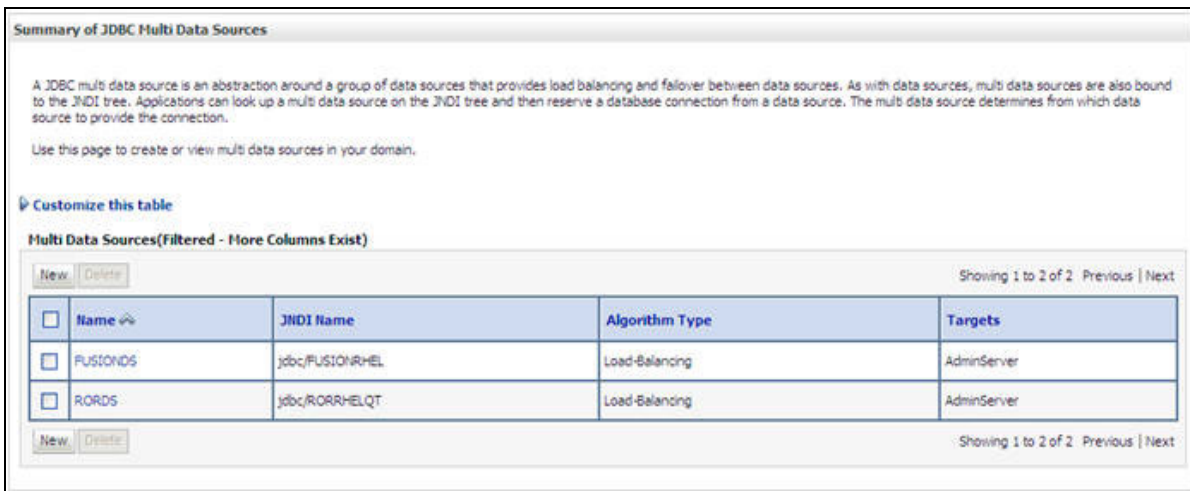 Summary of JDBC Multi Data Sources
A JDBC multi data source is an abstraction around a group of data sources that provides load balancing and failover between data sources. As with data sources, multi data sources are also bound
to the JNDI tree. Applications can look up a multi data source on the JNDI tree and then reserve a database connection from a data source. The multi data source determines from which data
source to provide the connection.
Use this page to create or view multi data sources in your domain.
Customize this table
Multi Data Sources(Filtered - More Columns Exist)
New Delete Showing 1 to 2 of 2 Previous | Next
Name JNDI Name Algorithm Type Targets
FUSIONDS jdbc/FUSIONRHEL Load-Balancing AdminServer
RORDS jdbc/RORRHELQT Load-Balancing AdminServer
New Delete Showing 1 to 2 of 2 Previous | Next